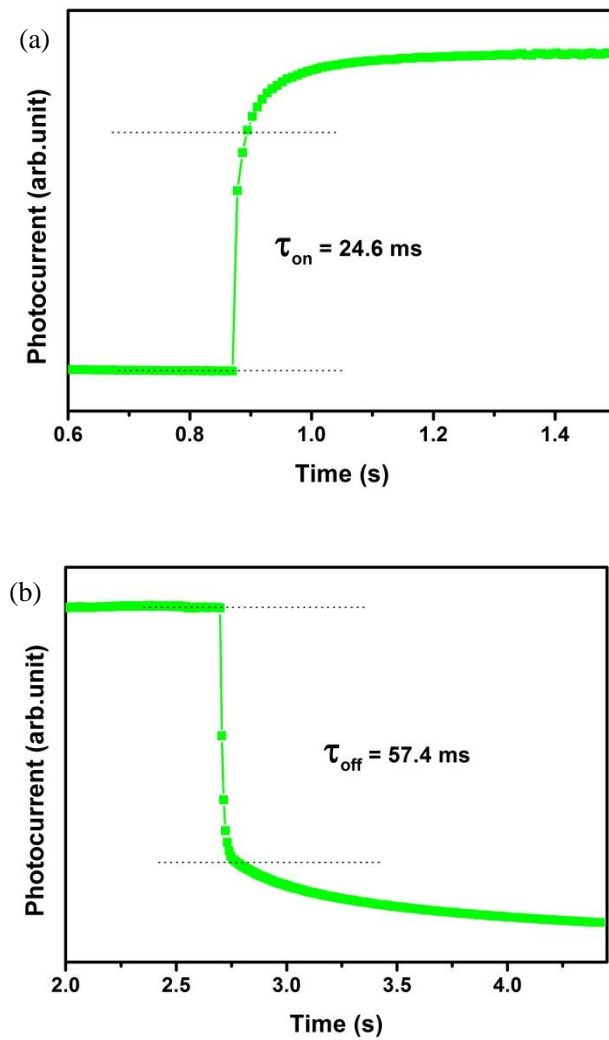 (a)
Photocurrent (arb.unit)
τon = 24.6 ms
0.6 0.8 1.0 1.2 1.4
Time (s)
(b)
Photocurrent (arb.unit)
τoff = 57.4 ms
2.0 2.5 3.0 3.5 4.0
Time (s)